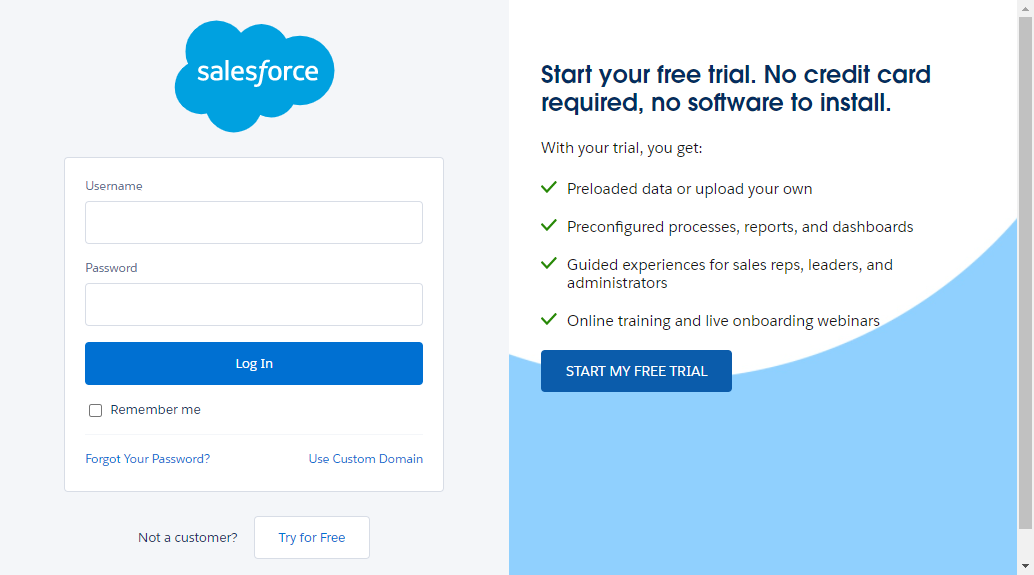 salesforce
Username
Password
Log In
Remember me
Forgot Your Password?
Use Custom Domain
Not a customer?
Try for Free
Start your free trial. No credit card
required, no software to install.
With your trial, you get:
Preloaded data or upload your own
Preconfigured processes, reports, and dashboards
Guided experiences for sales reps, leaders, and
administrators
Online training and live onboarding webinars
START MY FREE TRIAL